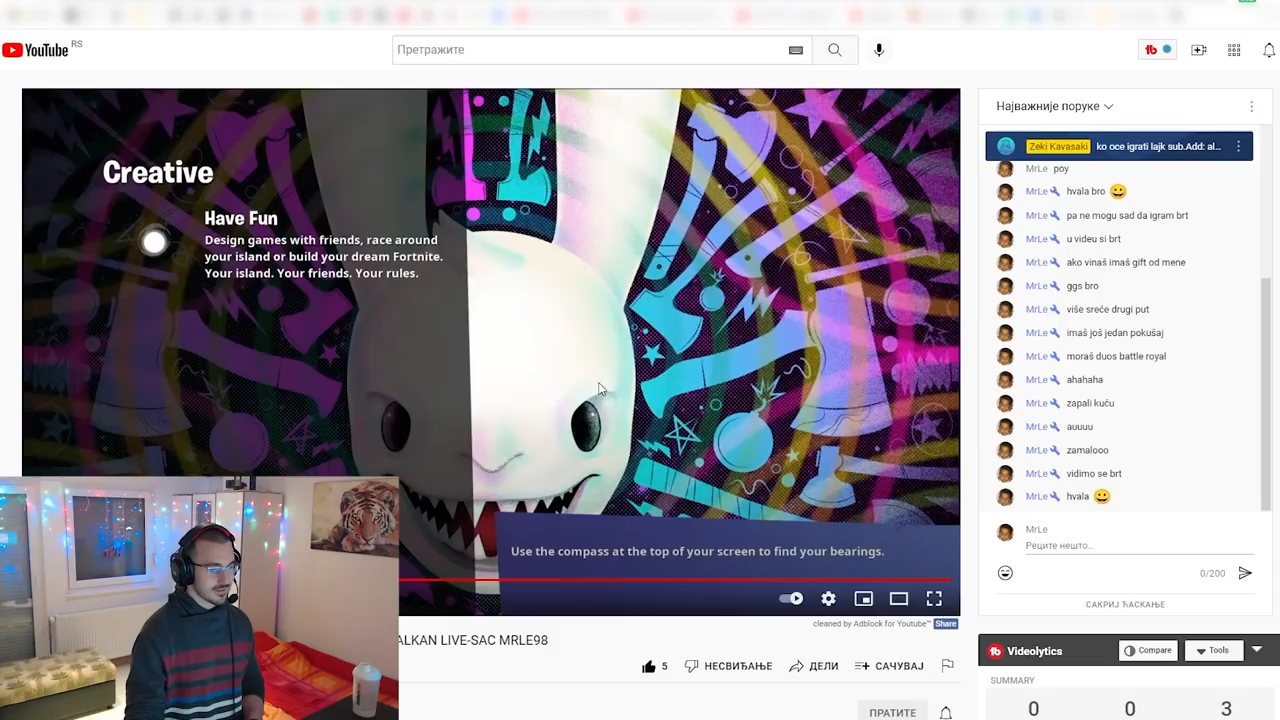 YouTube RS
Претражите
Creative
Have Fun
Design games with friends, race around
your island or build your dream Fortnite.
Your island. Your friends. Your rules.
Use the compass at the top of your screen to find your bearings.
cleaned by Adblock for Youtube™ Share
ALKAN LIVE-SAC MRLE98
5 НЕСВИЂАЊЕ ДЕЛИ САЧУВАЈ
ПРАТИТЕ
tb
Најважније поруке
Zeki Kavasaki ko oce igrati lajk sub.Add: al...
MrLe poy
MrLe hvala bro
MrLe pa ne mogu sad da igram brt
MrLe u videu si brt
MrLe ako vinaš imaš gift od mene
MrLe ggs bro
MrLe više sreće drugi put
MrLe imaš još jedan pokušaj
MrLe moraš duos battle royal
MrLe ahahaha
MrLe zapali kuću
MrLe auuuu
MrLe zamalooo
MrLe vidimo se brt
MrLe hvala
MrLe
Реците нешто...
0/200
САКРИЈ ЋАСКАЊЕ
tb Videolytics Compare Tools
SUMMARY
0 0 3